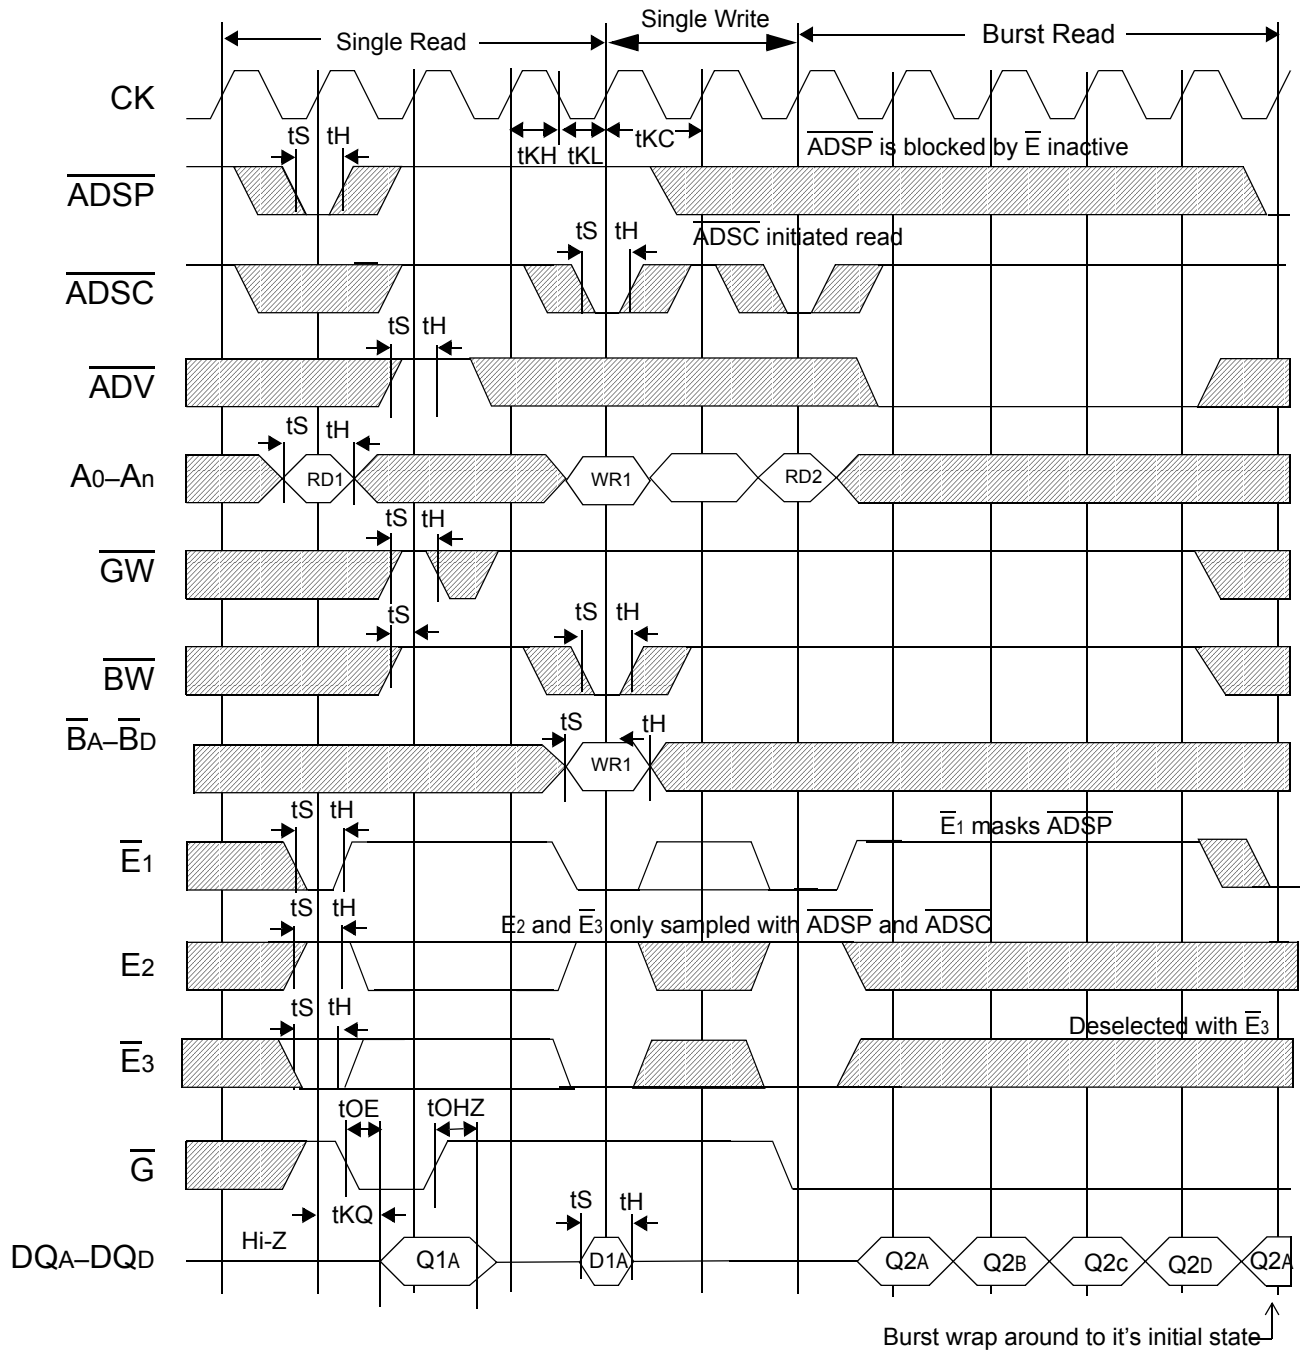 Single Read
Single Write
Burst Read
CK
tS tH
tKH tKL tKC
ADSP is blocked by E inactive
ADSP
tS tH
ADSC initiated read
ADSC
tS tH
ADV
tS tH
A0–An
RD1 WR1 RD2
tS tH
GW
tS
tS tH
BW
BA–BD
tS tH
WR1
tS tH
E1 masks ADSP
E1
tS tH
E2 and E3 only sampled with ADSP and ADSC
E2
tS tH
Deselected with E3
E3
tOE tOHZ
G
tKQ
tS tH
Hi-Z
DQA–DQD
Q1A D1A Q2A Q2B Q2c Q2D Q2A
Burst wrap around to it's initial state